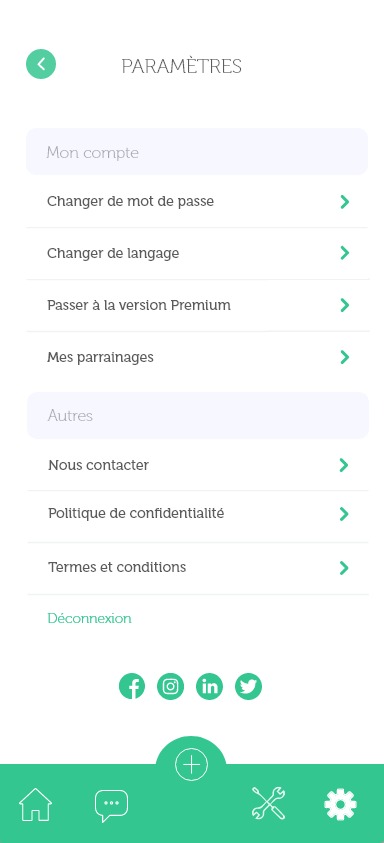 PARAMÈTRES
Mon compte
Changer de mot de passe
Changer de langage
Passer à la version Premium
Mes parrainages
Autres
Nous contacter
Politique de confidentialité
Termes et conditions
Déconnexion